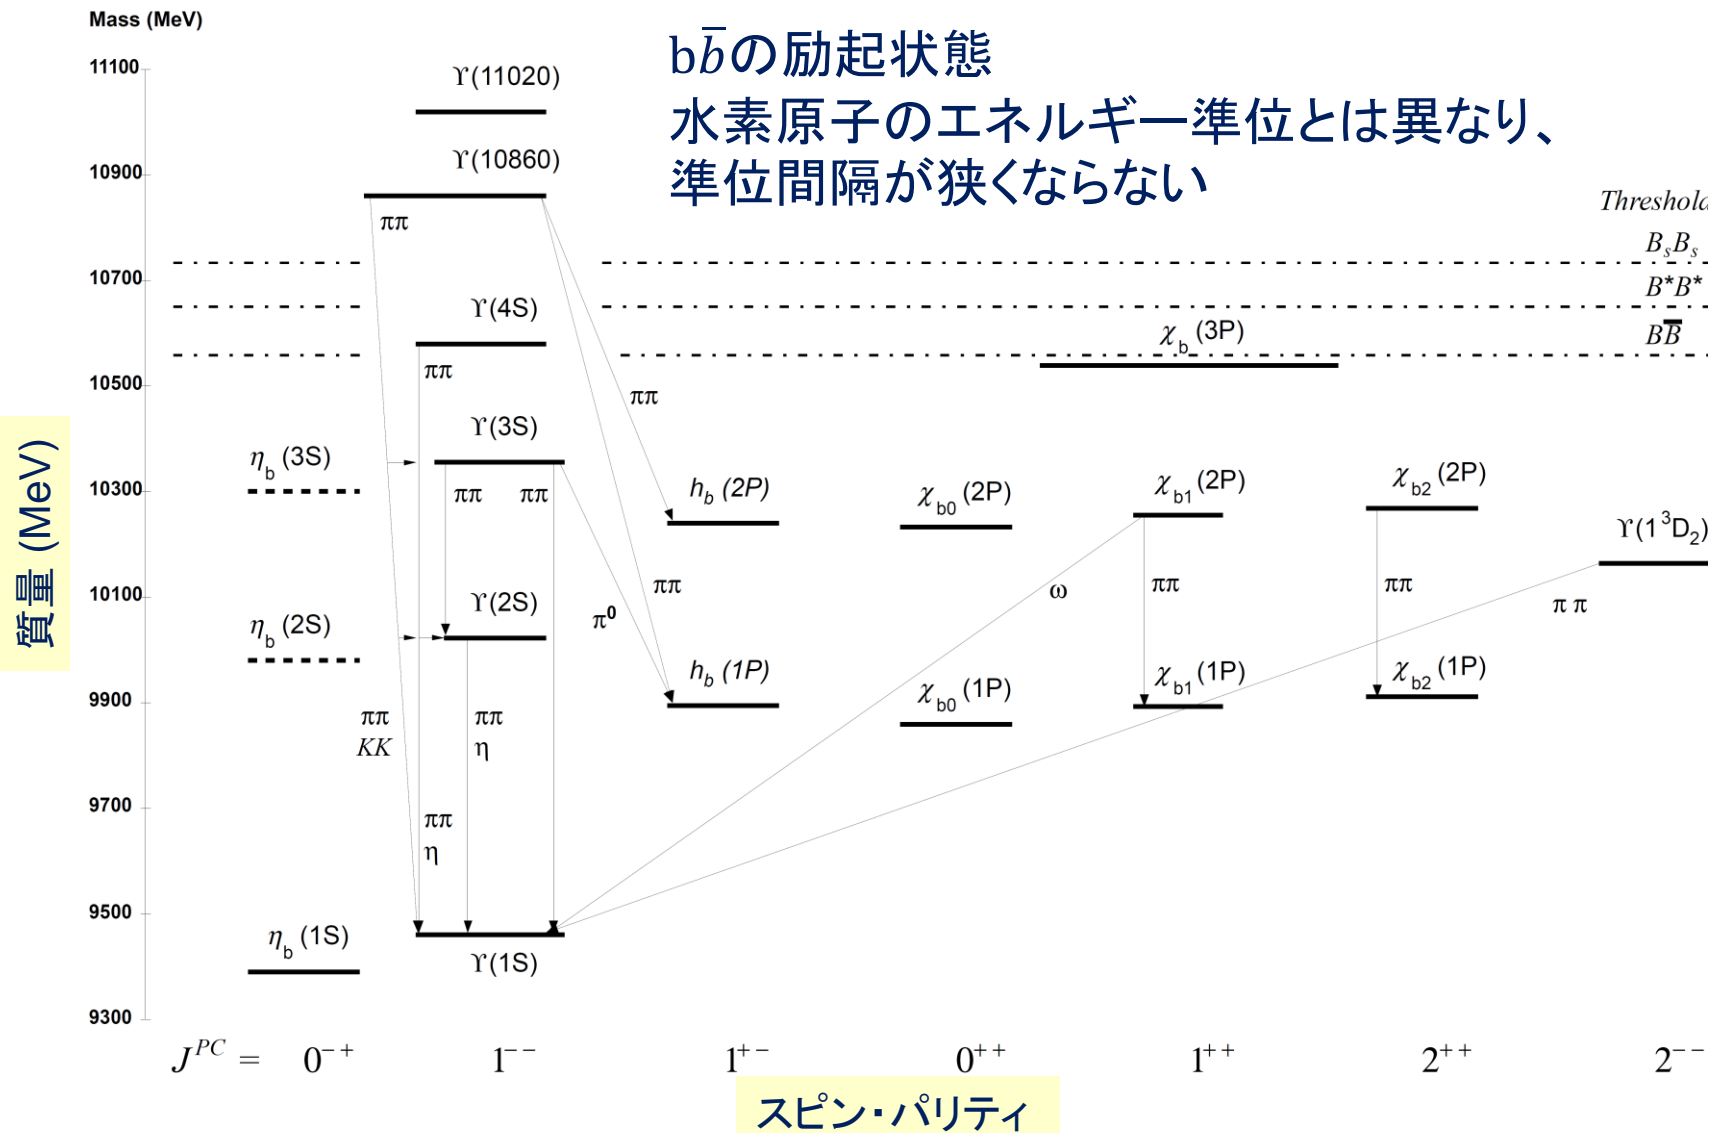 Mass (MeV)
b b̅の励起状態
水素原子のエネルギー準位とは異なり、
準位間隔が狭くならない
11100
10900
10700
10500
10300
10100
9900
9700
9500
9300
質量 (MeV)
ϒ(11020)
ϒ(10860)
ππ
Threshold
BsBs
B*B*
BB̅
ϒ(4S)
χb (3P)
ππ
ππ
ϒ(3S)
ηb (3S)
ππ
ππ
hb (2P)
χb0 (2P)
χb1 (2P)
χb2 (2P)
ϒ(1 ³D₂)
ππ
ω
ππ
ππ
π π
ϒ(2S)
π⁰
ηb (2S)
hb (1P)
χb0 (1P)
χb1 (1P)
χb2 (1P)
ππ
KK
ππ
η
ππ
η
ηb (1S)
ϒ(1S)
J^PC = 0⁻⁺ 1⁻⁻ 1⁺⁻ 0⁺⁺ 1⁺⁺ 2⁺⁺ 2⁻⁻
スピン・パリティ